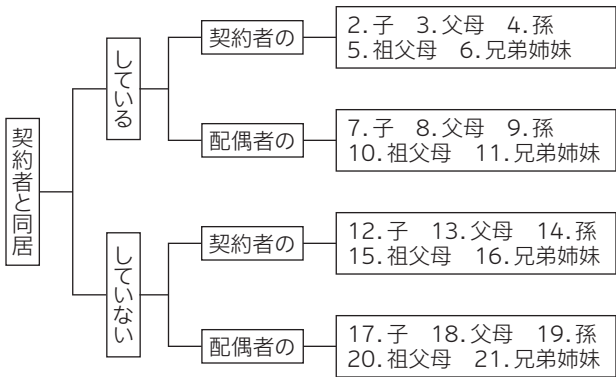 契約者と同居
している
契約者の
2.子 3.父母 4.孫
5.祖父母 6.兄弟姉妹
配偶者の
7.子 8.父母 9.孫
10.祖父母 11.兄弟姉妹
していない
契約者の
12.子 13.父母 14.孫
15.祖父母 16.兄弟姉妹
配偶者の
17.子 18.父母 19.孫
20.祖父母 21.兄弟姉妹